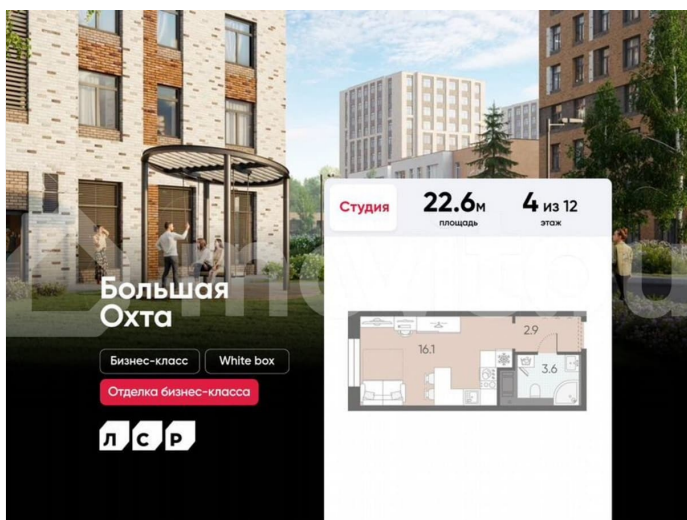 Студия
22.6м
площадь
4 из 12
этаж
Большая
Охта
Бизнес-класс
White box
Отделка бизнес-класса
ЛСР
16.1
2.9
3.6